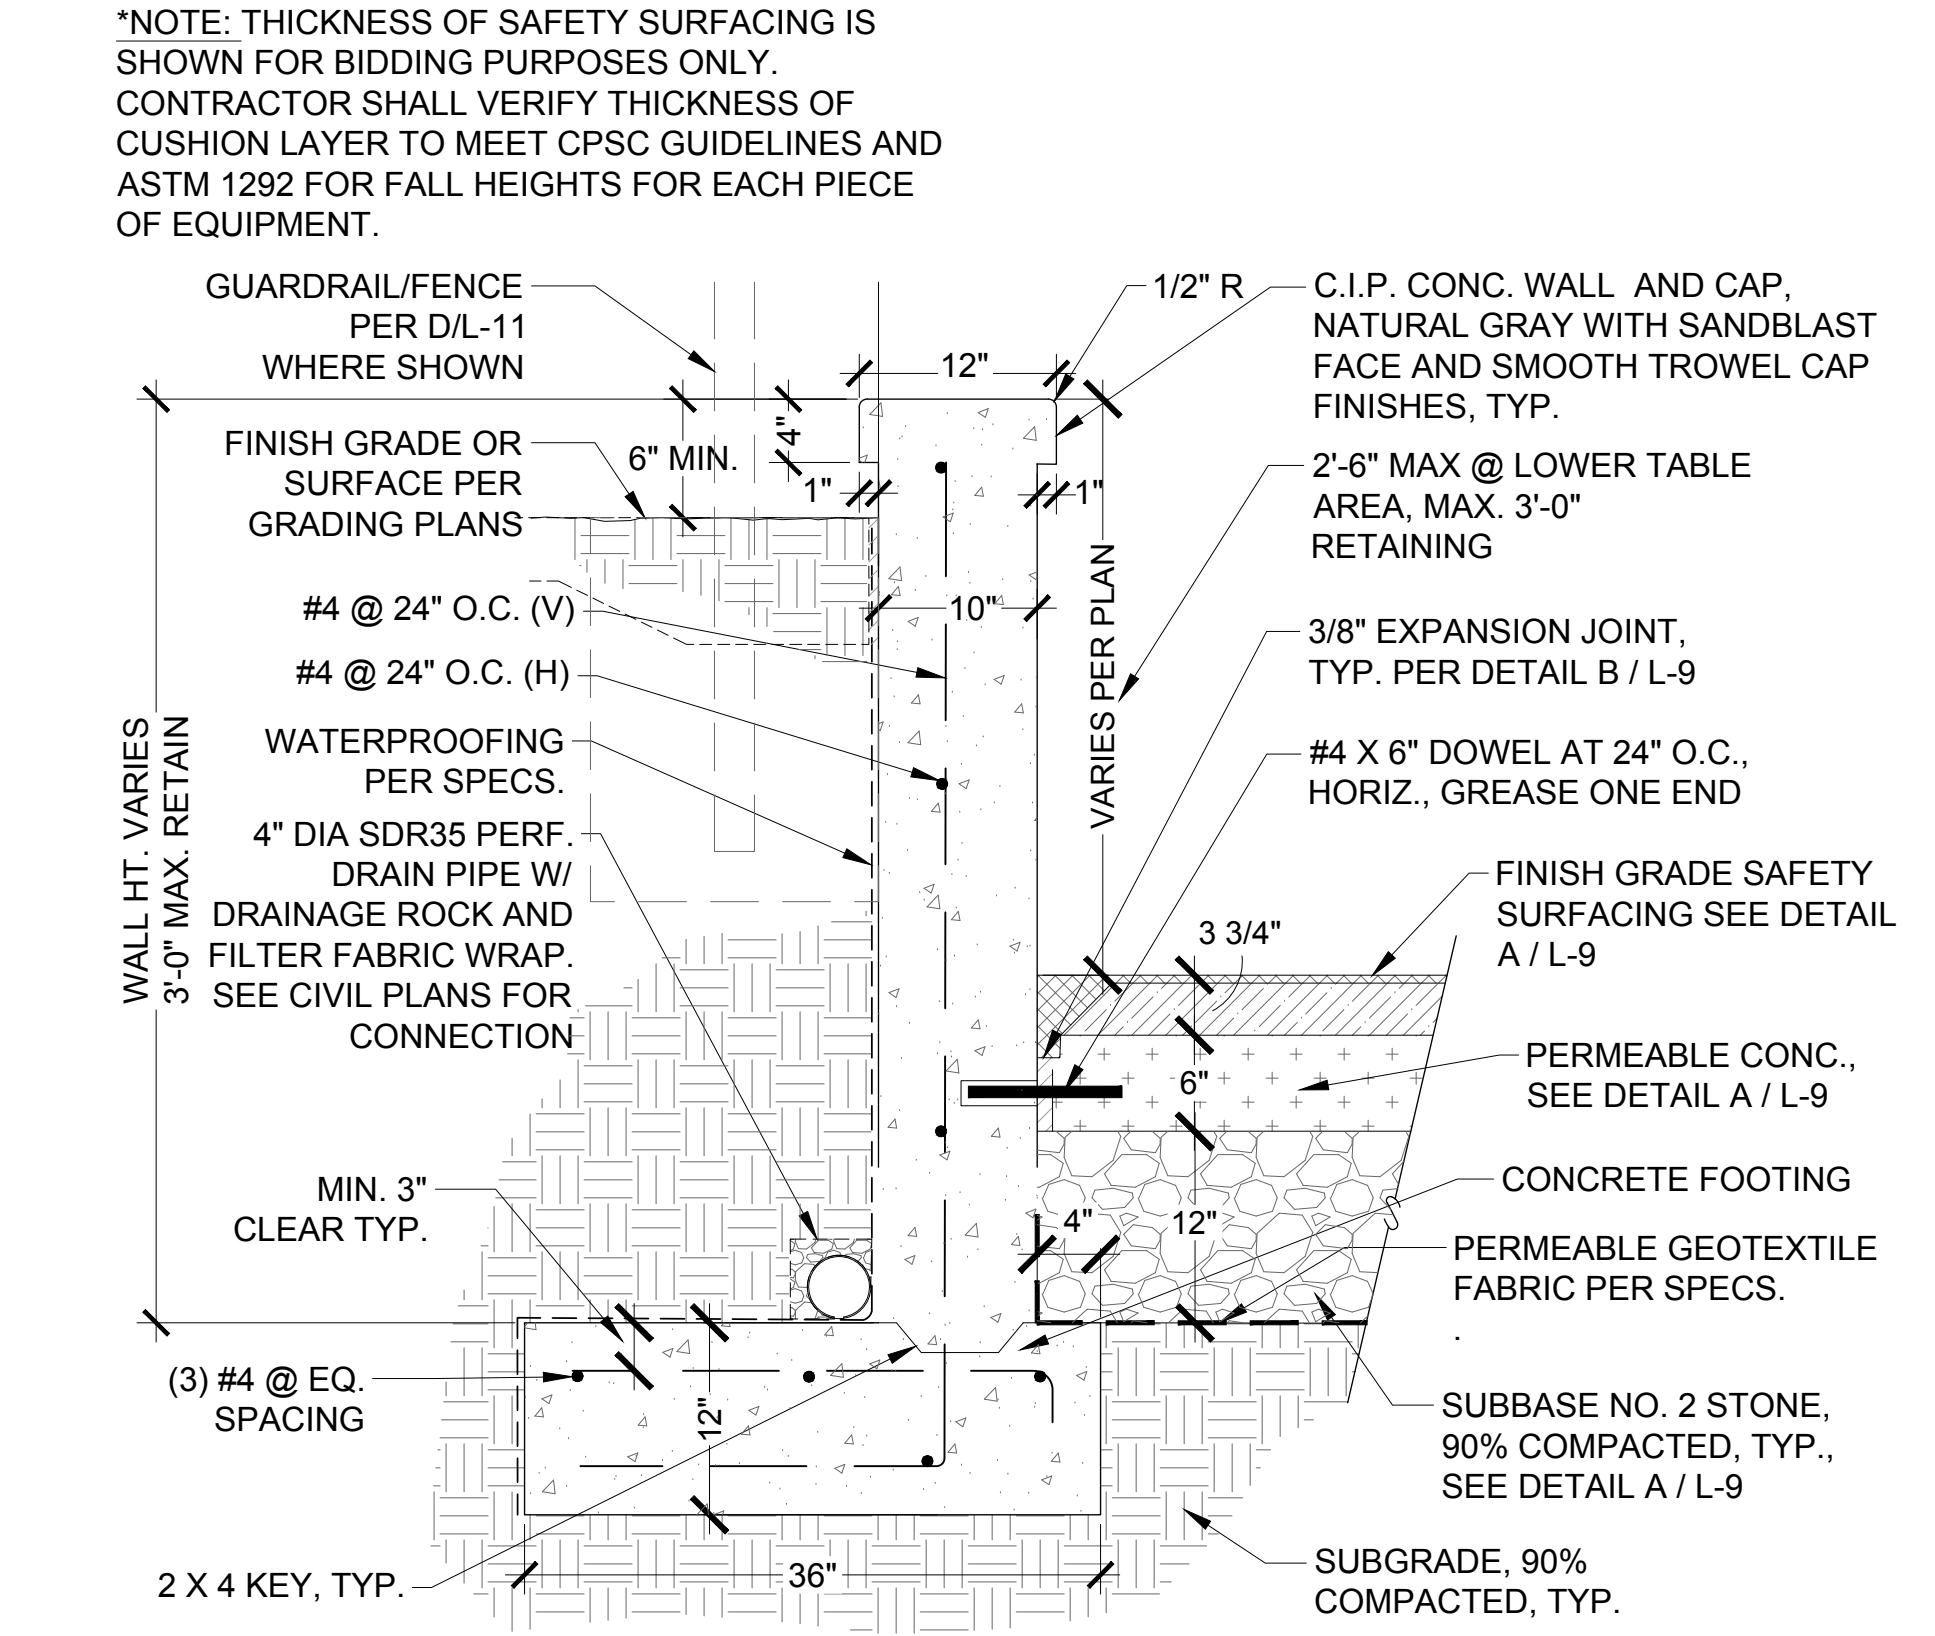 *NOTE: THICKNESS OF SAFETY SURFACING IS
SHOWN FOR BIDDING PURPOSES ONLY.
CONTRACTOR SHALL VERIFY THICKNESS OF
CUSHION LAYER TO MEET CPSC GUIDELINES AND
ASTM 1292 FOR FALL HEIGHTS FOR EACH PIECE
OF EQUIPMENT.
GUARDRAIL/FENCE
PER D/L-11
WHERE SHOWN
FINISH GRADE OR
SURFACE PER
GRADING PLANS
#4 @ 24" O.C. (V)
#4 @ 24" O.C. (H)
WATERPROOFING
PER SPECS.
4" DIA SDR35 PERF.
DRAIN PIPE W/
DRAINAGE ROCK AND
FILTER FABRIC WRAP.
SEE CIVIL PLANS FOR
CONNECTION
WALL HT. VARIES
3'-0" MAX. RETAIN
MIN. 3"
CLEAR TYP.
(3) #4 @ EQ.
SPACING
2 X 4 KEY, TYP.
12"
4"
6" MIN.
1"
1"
10"
VARIES PER PLAN
3 3/4"
6"
4"
12"
12"
36"
1/2" R
C.I.P. CONC. WALL AND CAP,
NATURAL GRAY WITH SANDBLAST
FACE AND SMOOTH TROWEL CAP
FINISHES, TYP.
2'-6" MAX @ LOWER TABLE
AREA, MAX. 3'-0"
RETAINING
3/8" EXPANSION JOINT,
TYP. PER DETAIL B / L-9
#4 X 6" DOWEL AT 24" O.C.,
HORIZ., GREASE ONE END
FINISH GRADE SAFETY
SURFACING SEE DETAIL
A / L-9
PERMEABLE CONC.,
SEE DETAIL A / L-9
CONCRETE FOOTING
PERMEABLE GEOTEXTILE
FABRIC PER SPECS.
.
SUBBASE NO. 2 STONE,
90% COMPACTED, TYP.,
SEE DETAIL A / L-9
SUBGRADE, 90%
COMPACTED, TYP.